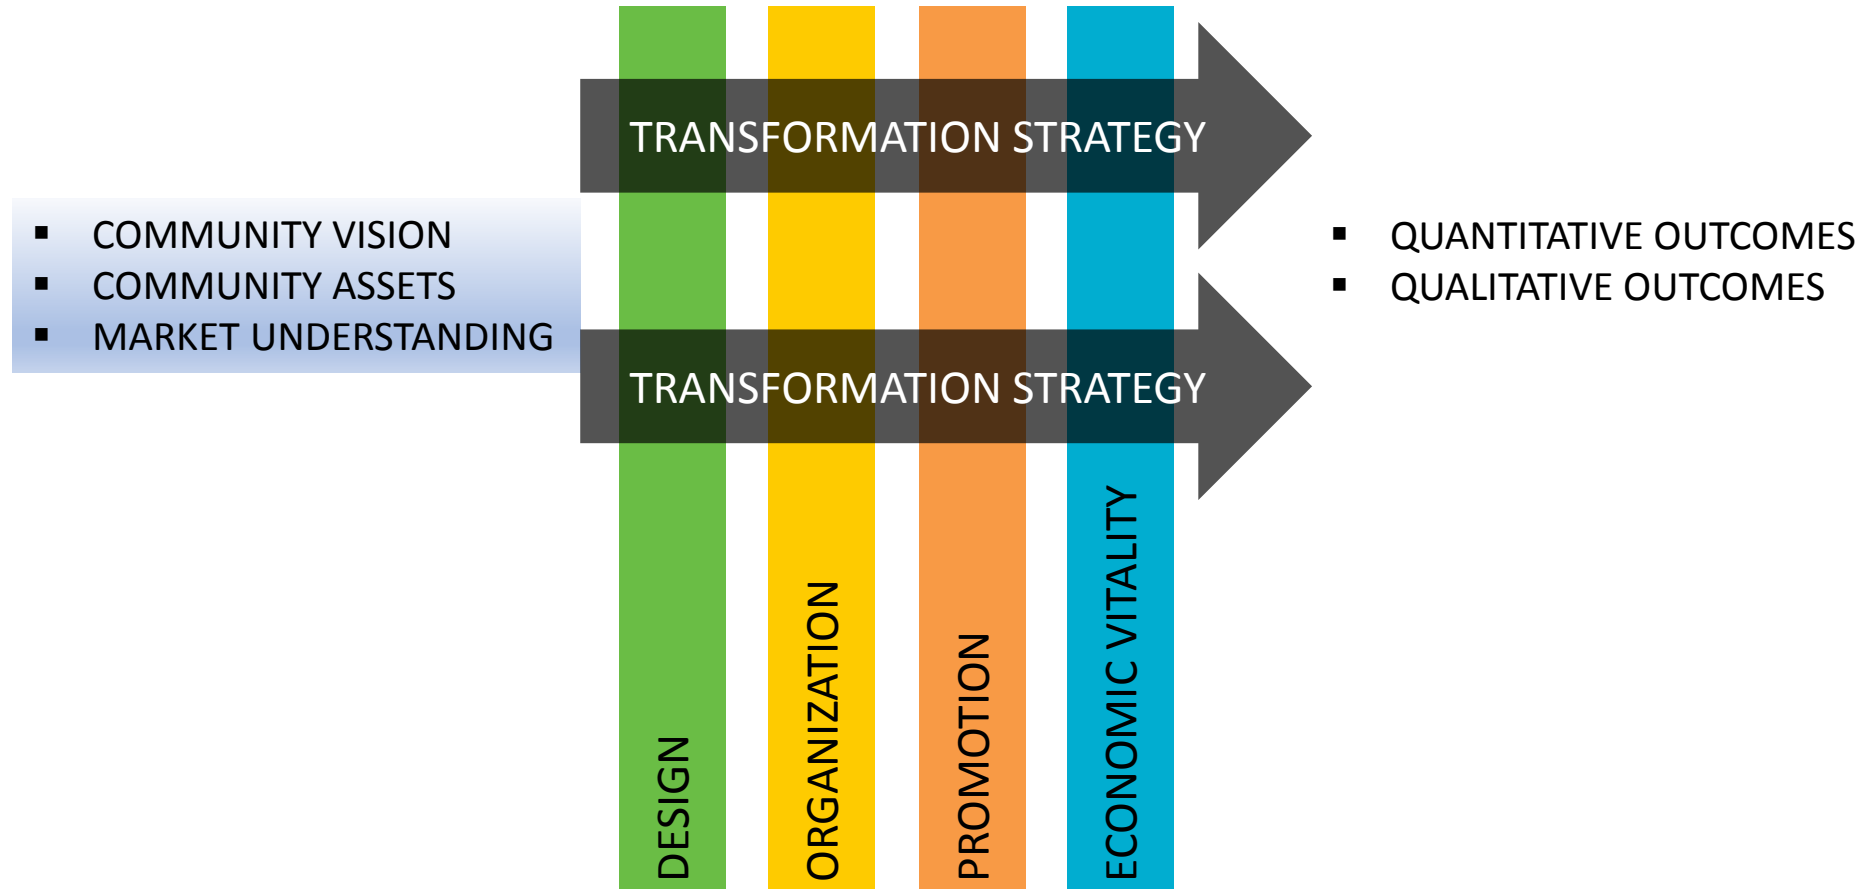 TRANSFORMATION STRATEGY
▪ COMMUNITY VISION
▪ COMMUNITY ASSETS
▪ MARKET UNDERSTANDING
▪ QUANTITATIVE OUTCOMES
▪ QUALITATIVE OUTCOMES
TRANSFORMATION STRATEGY
DESIGN
ORGANIZATION
PROMOTION
ECONOMIC VITALITY